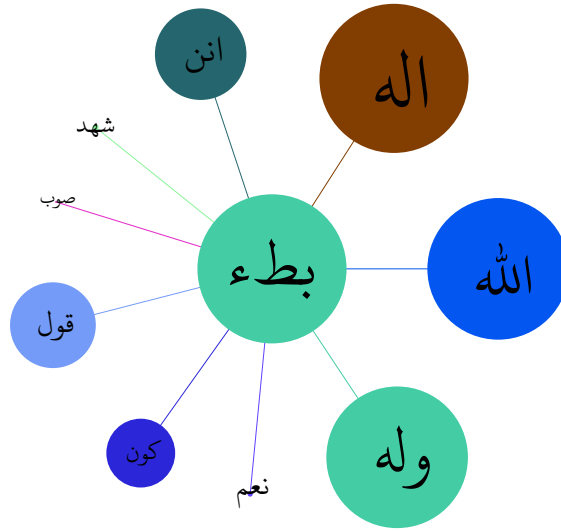 انن
اله
شهد
صوب
بطء
الله
قول
وله
كون
نعم